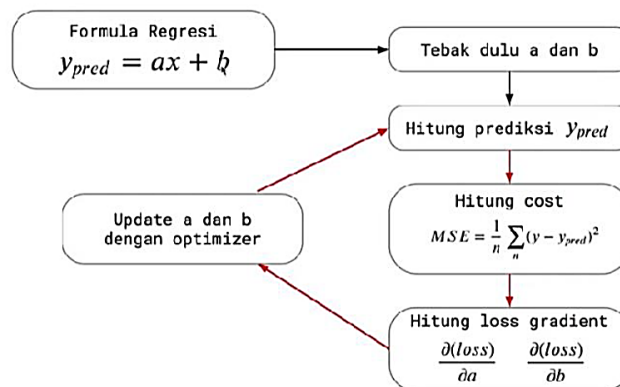 Formula Regresi
y_pred = ax + b
Tebak dulu a dan b
Hitung prediksi y_pred
Hitung cost
MSE = 1/n ∑_n (y − y_pred)²
Update a dan b
dengan optimizer
Hitung loss gradient
∂(loss)/∂a ∂(loss)/∂b